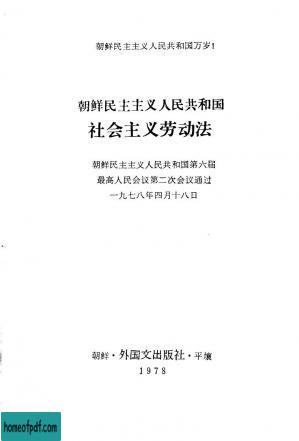 朝鲜民主主义人民共和国万岁！
朝鲜民主主义人民共和国
社会主义劳动法
朝鲜民主主义人民共和国第六届
最高人民会议第二次会议通过
一九七八年四月十八日
朝鲜·外国文出版社·平壤
1978
homeofpdf.com